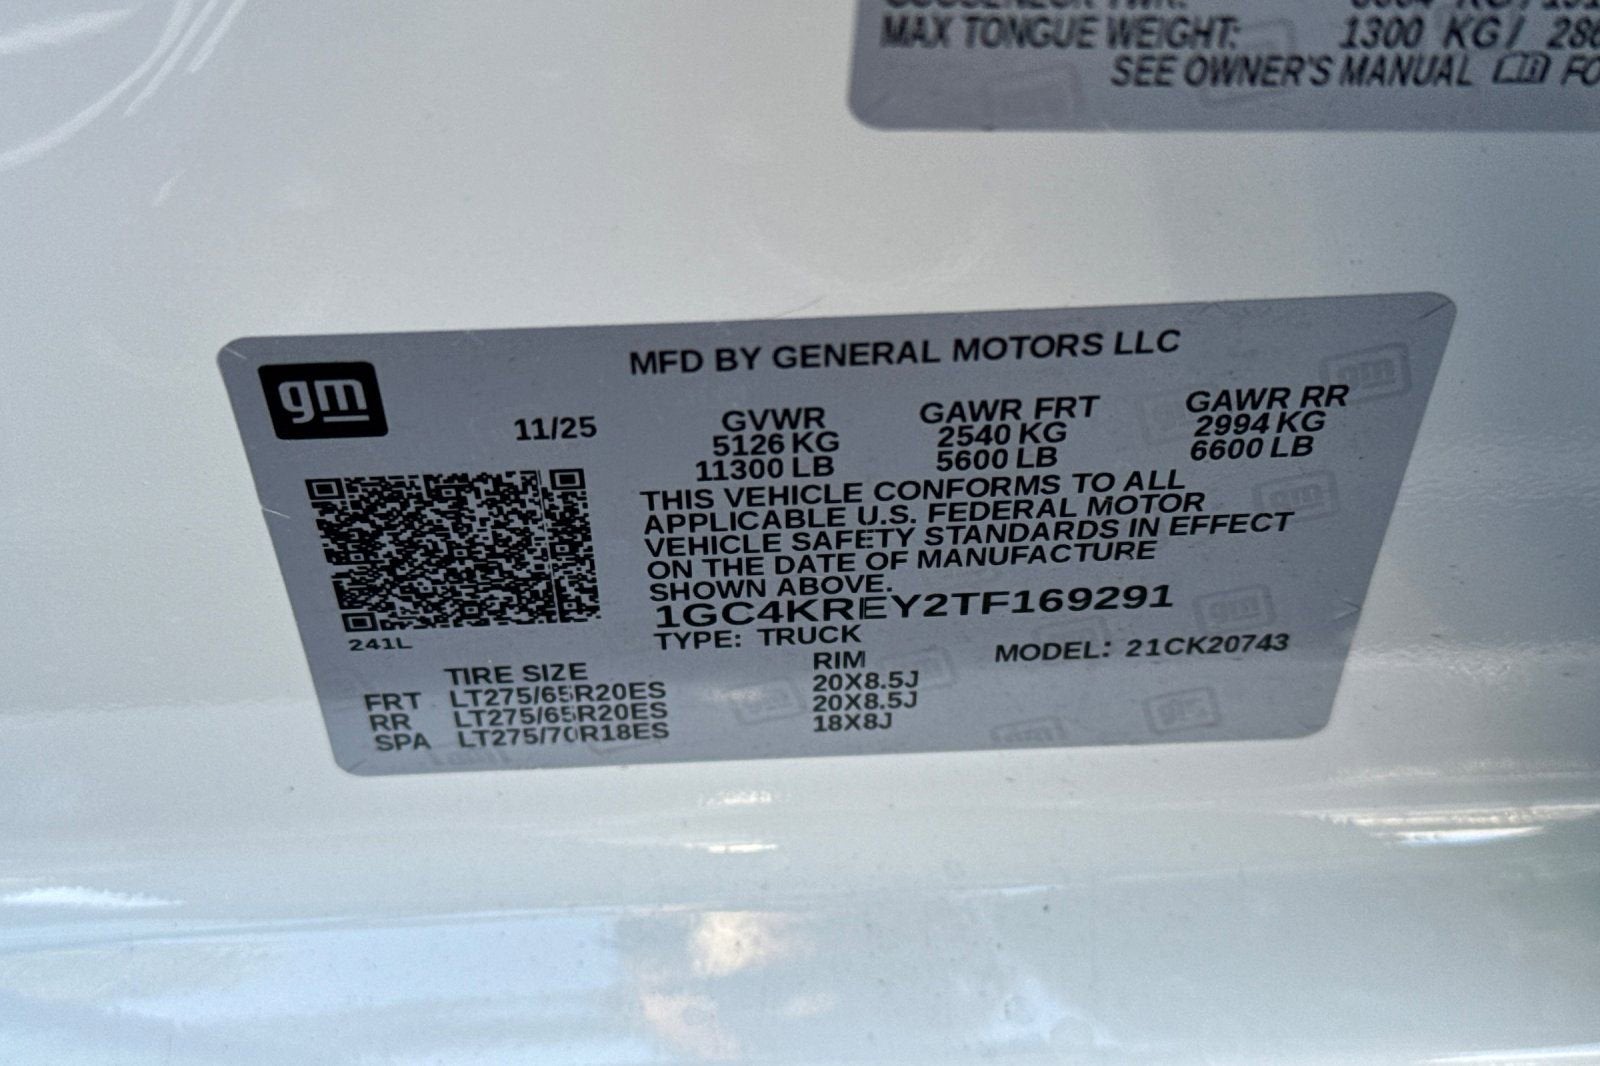 MAX TONGUE WEIGHT: 1300 KG/
SEE OWNER'S MANUAL
gm
MFD BY GENERAL MOTORS LLC
11/25
GVWR GAWR FRT GAWR RR
5126 KG 2540 KG 2994 KG
11300 LB 5600 LB 6600 LB
THIS VEHICLE CONFORMS TO ALL
APPLICABLE U.S. FEDERAL MOTOR
VEHICLE SAFETY STANDARDS IN EFFECT
ON THE DATE OF MANUFACTURE
SHOWN ABOVE.
1GC4KREY2TF169291
241L
TYPE: TRUCK MODEL: 21CK20743
TIRE SIZE RIM
FRT LT275/65R20ES 20X8.5J
RR LT275/65R20ES 20X8.5J
SPA LT275/70R18ES 18X8J